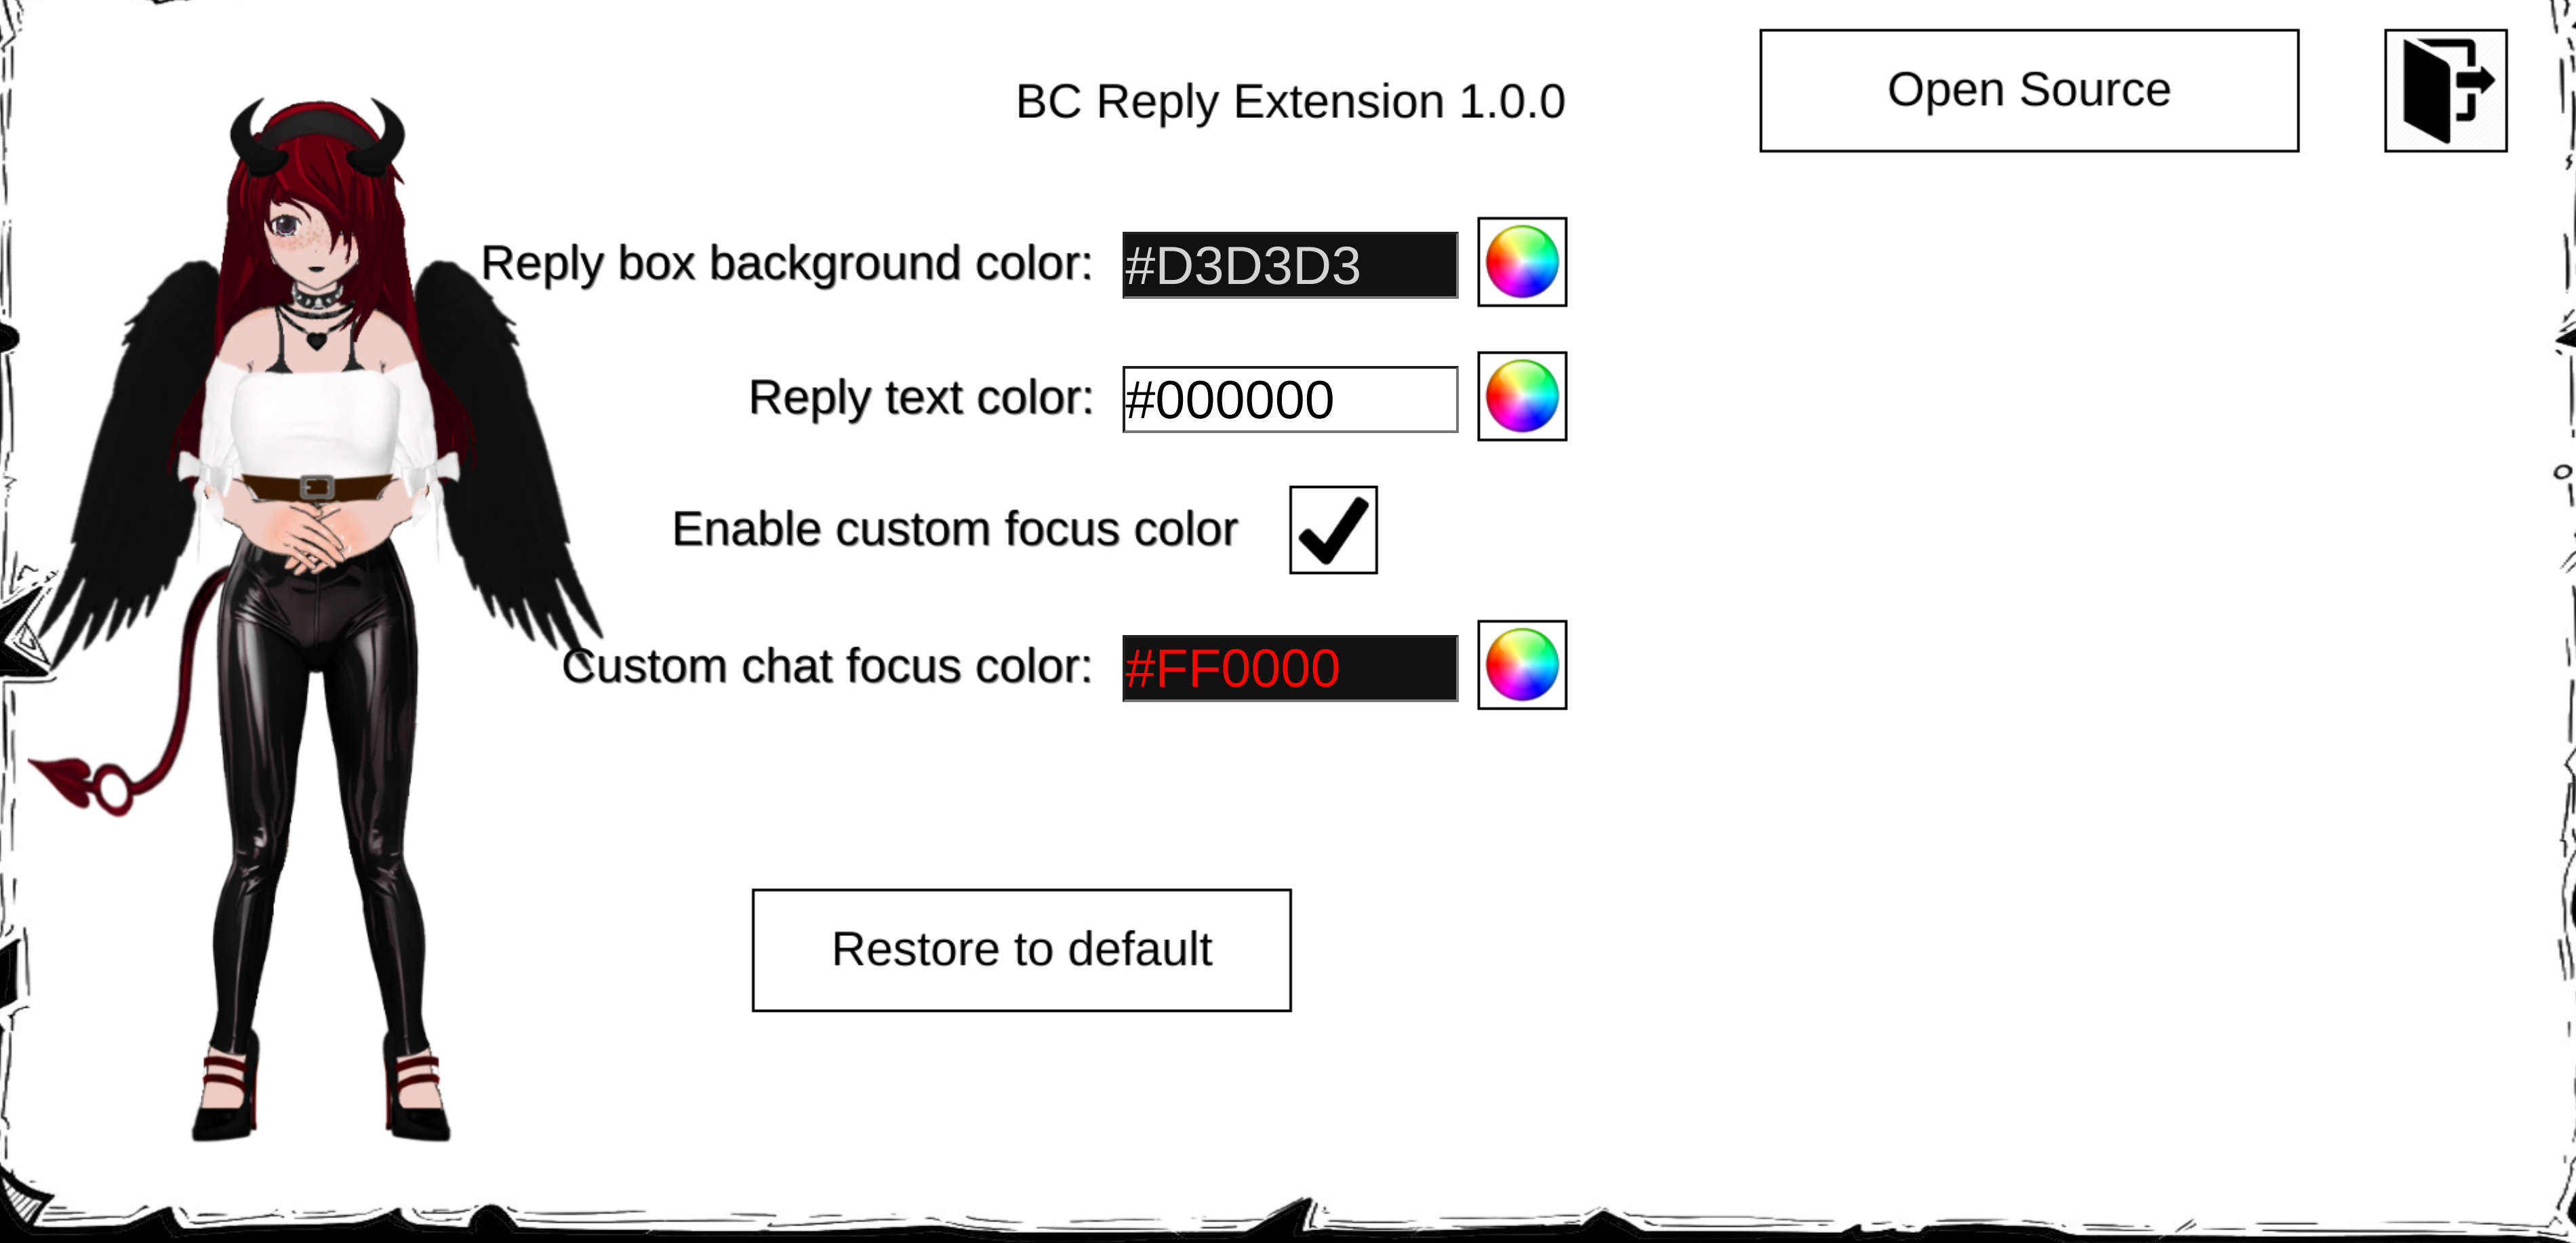 BC Reply Extension 1.0.0
Open Source
Reply box background color: #D3D3D3
Reply text color: #000000
Enable custom focus color
Custom chat focus color: #FF0000
Restore to default